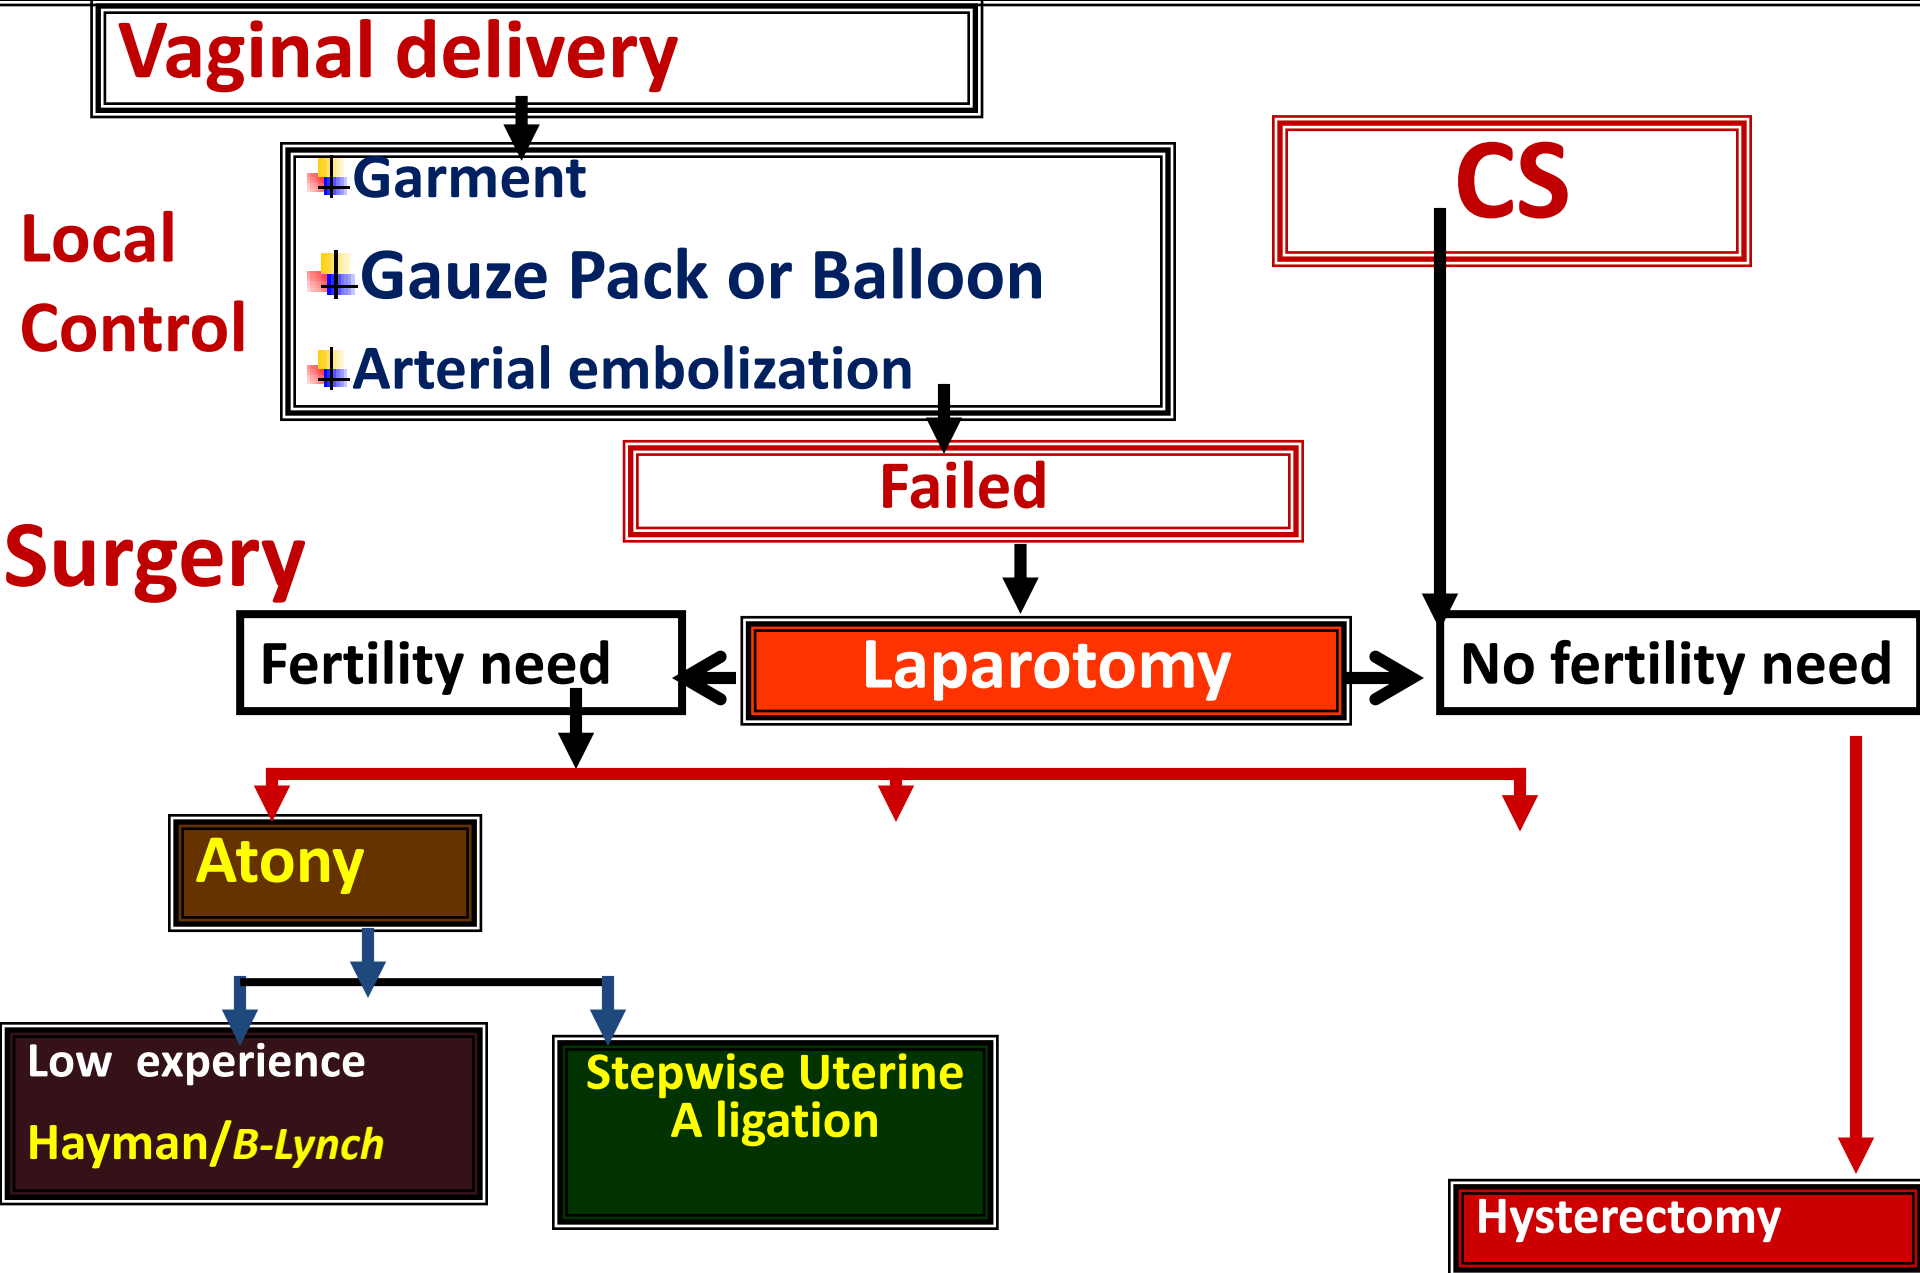 Vaginal delivery
CS
Local
Control
Garment
Gauze Pack or Balloon
Arterial embolization
Failed
Surgery
Fertility need
Laparotomy
No fertility need
Atony
Low experience
Hayman/B-Lynch
Stepwise Uterine
A ligation
Hysterectomy